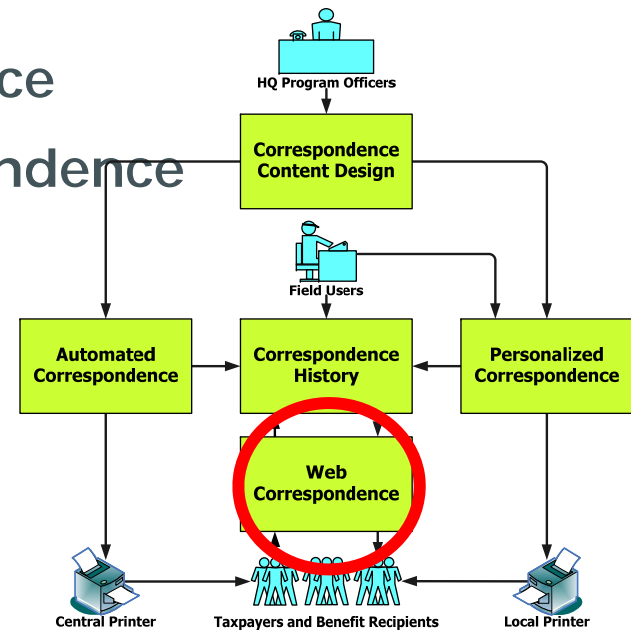 ce
ndence
HQ Program Officers
Correspondence
Content Design
Field Users
Automated
Correspondence
Correspondence
History
Personalized
Correspondence
Web
Correspondence
Central Printer
Taxpayers and Benefit Recipients
Local Printer